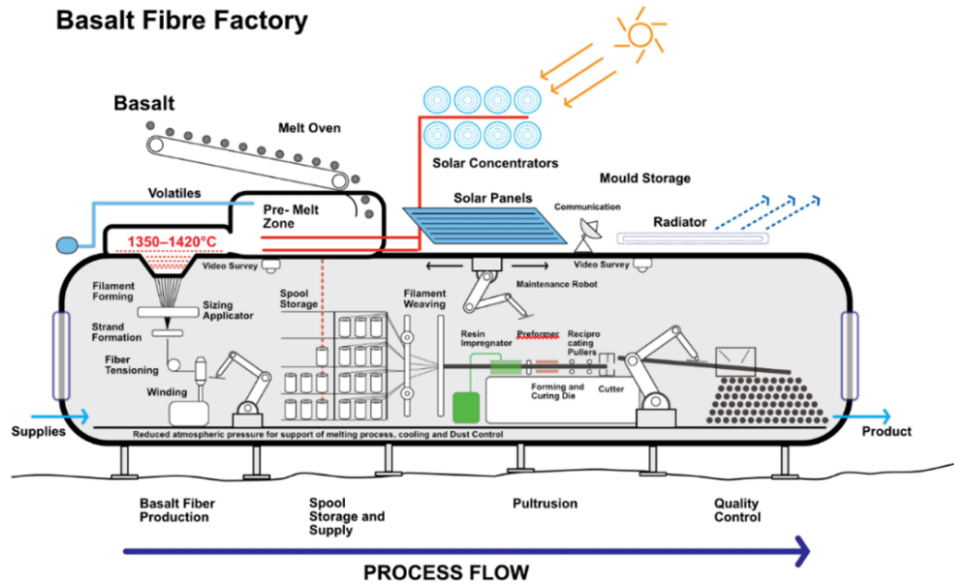 Basalt Fibre Factory
Basalt
Melt Oven
Solar Concentrators
Mould Storage
Volatiles
Pre- Melt
Zone
Solar Panels
Communication
Radiator
1350–1420°C
Video Survey
Video Survey
Maintenance Robot
Filament
Forming
Sizing
Applicator
Spool
Storage
Filament
Weaving
Strand
Formation
Resin
Impregnator
Preformer
Recipro
cating
Pullers
Fiber
Tensioning
Winding
Forming and
Curing Die
Cutter
Supplies
Product
Reduced atmospheric pressure for support of melting process, cooling and Dust Control
Basalt Fiber
Production
Spool
Storage and
Supply
Pultrusion
Quality
Control
PROCESS FLOW